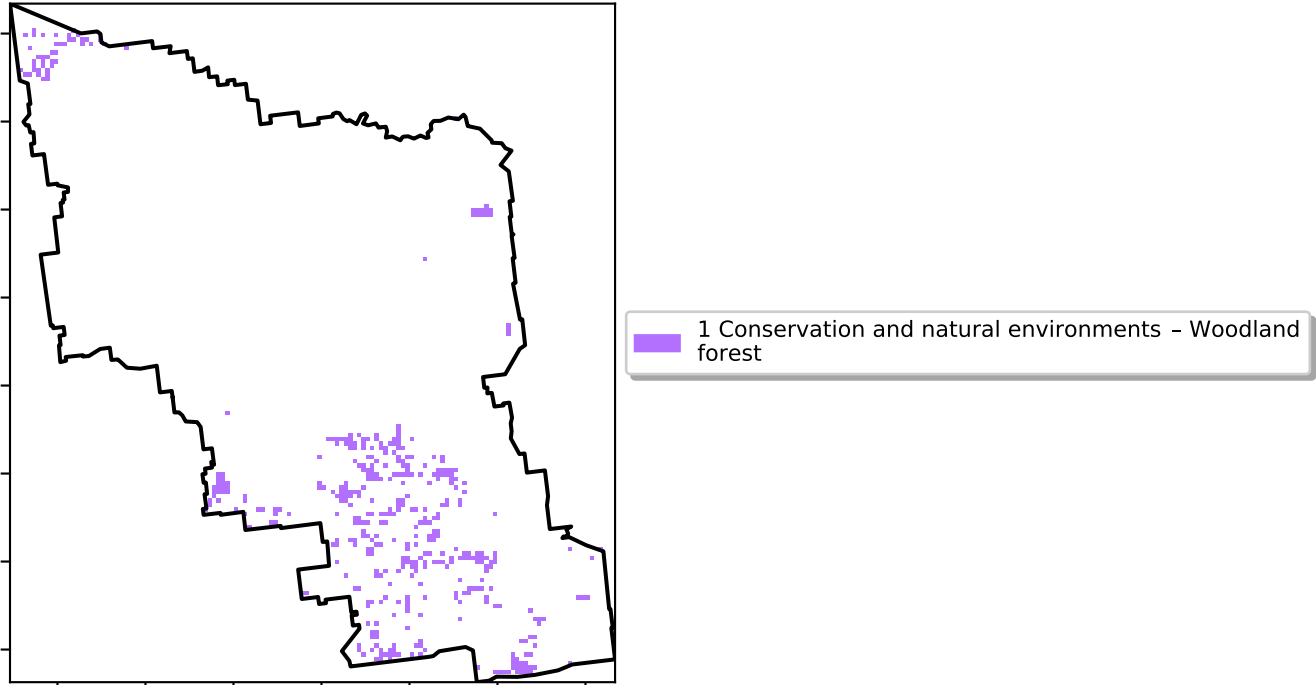 1 Conservation and natural environments – Woodland
forest